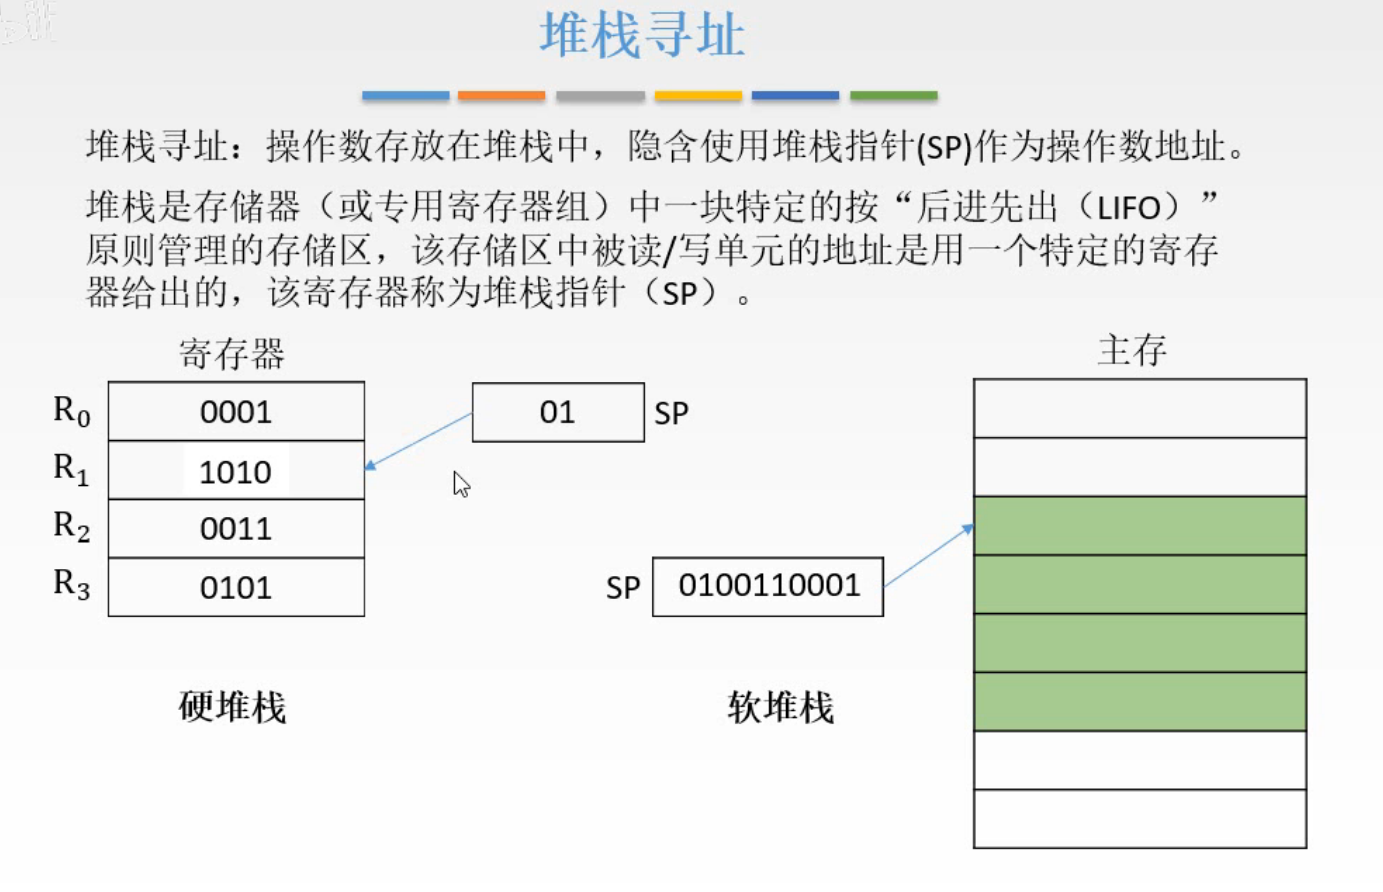 堆栈寻址
堆栈寻址：操作数存放在堆栈中，隐含使用堆栈指针(SP)作为操作数地址。
堆栈是存储器（或专用寄存器组）中一块特定的按“后进先出（LIFO）”
原则管理的存储区，该存储区中被读/写单元的地址是用一个特定的寄存
器给出的，该寄存器称为堆栈指针（SP）。
寄存器
主存
R₀ 0001
01 SP
R₁ 1010
R₂ 0011
R₃ 0101
SP 0100110001
硬堆栈
软堆栈